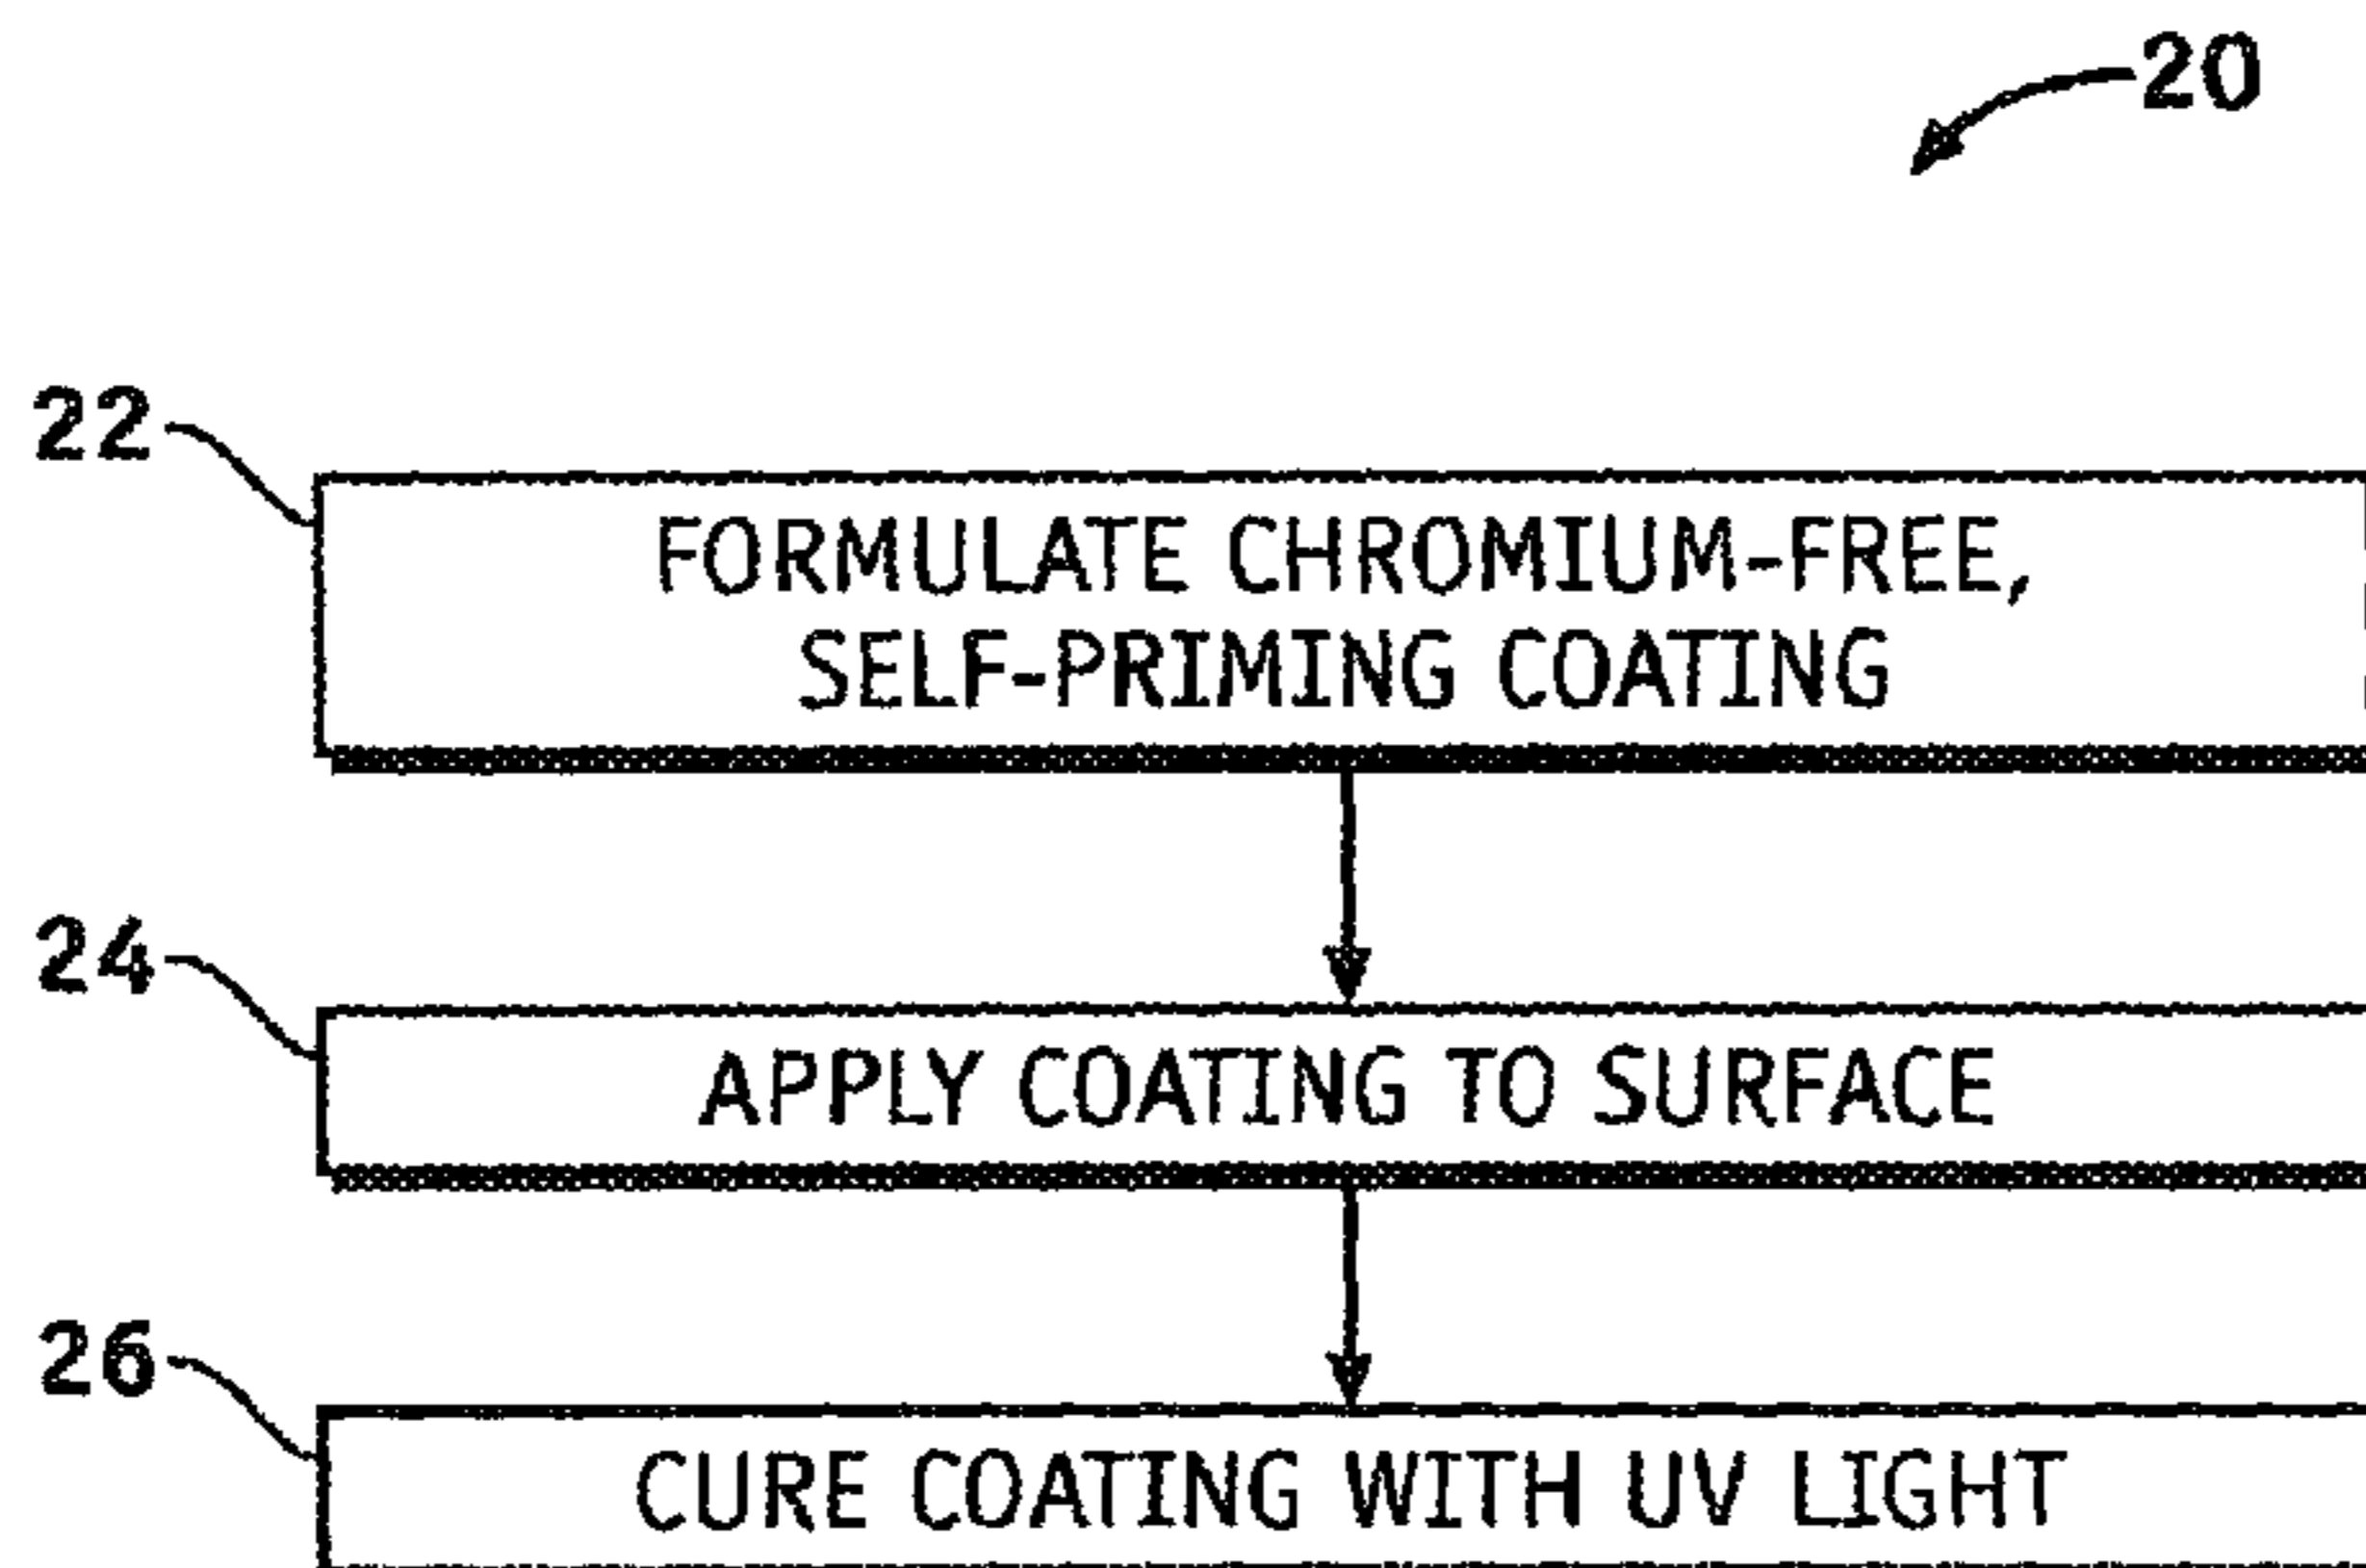 20
22
FORMULATE CHROMIUM-FREE,
SELF-PRIMING COATING
24
APPLY COATING TO SURFACE
26
CURE COATING WITH UV LIGHT